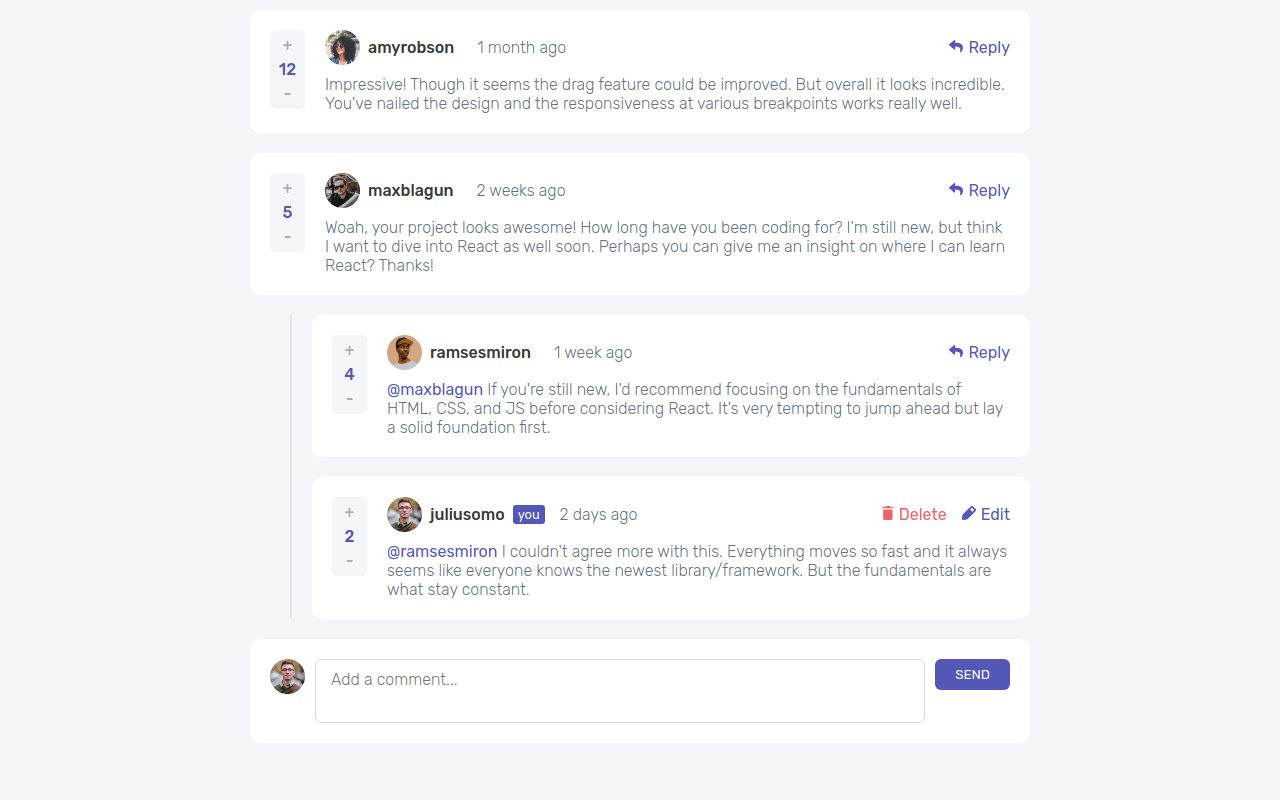 +
12
-
amyrobson 1 month ago Reply
Impressive! Though it seems the drag feature could be improved. But overall it looks incredible.
You've nailed the design and the responsiveness at various breakpoints works really well.
+
5
-
maxblagun 2 weeks ago Reply
Woah, your project looks awesome! How long have you been coding for? I'm still new, but think
I want to dive into React as well soon. Perhaps you can give me an insight on where I can learn
React? Thanks!
+
4
-
ramsesmiron 1 week ago Reply
@maxblagun If you're still new, I'd recommend focusing on the fundamentals of
HTML, CSS, and JS before considering React. It's very tempting to jump ahead but lay
a solid foundation first.
+
2
-
juliusomo you 2 days ago Delete Edit
@ramsesmiron I couldn't agree more with this. Everything moves so fast and it always
seems like everyone knows the newest library/framework. But the fundamentals are
what stay constant.
Add a comment...
SEND